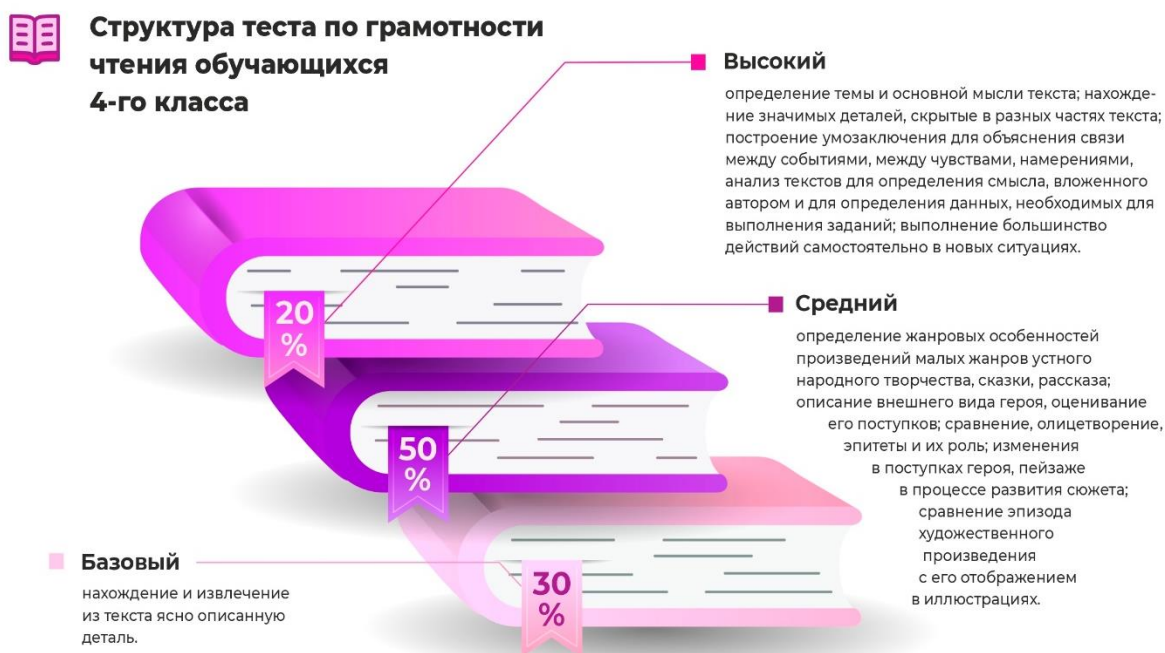 Структура теста по грамотности
чтения обучающихся
4-го класса
Высокий
определение темы и основной мысли текста; нахожде-
ние значимых деталей, скрытые в разных частях текста;
построение умозаключения для объяснения связи
между событиями, между чувствами, намерениями,
анализ текстов для определения смысла, вложенного
автором и для определения данных, необходимых для
выполнения заданий; выполнение большинство
действий самостоятельно в новых ситуациях.
20
%
Средний
определение жанровых особенностей
произведений малых жанров устного
народного творчества, сказки, рассказа;
описание внешнего вида героя, оценивание
его поступков; сравнение, олицетворение,
эпитеты и их роль; изменения
в поступках героя, пейзаже
в процессе развития сюжета;
сравнение эпизода
художественного
произведения
с его отображением
в иллюстрациях.
50
%
Базовый
нахождение и извлечение
из текста ясно описанную
деталь.
30
%